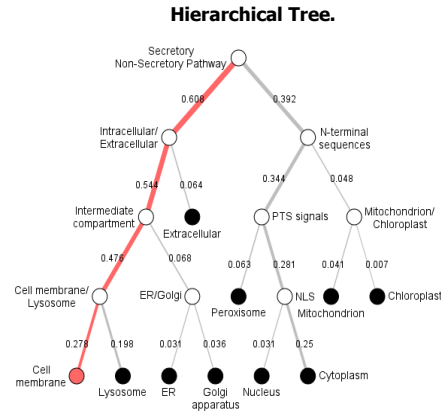 Hierarchical Tree.
Secretory
Non-Secretory Pathway
0.608
0.392
Intracellular/
Extracellular
N-terminal
sequences
0.544
0.064
0.344
0.048
Intermediate
compartment
Extracellular
PTS signals
Mitochondrion/
Chloroplast
0.476
0.068
0.063
0.281
0.041
0.007
Cell membrane/
Lysosome
ER/Golgi
Peroxisome
NLS
Mitochondrion
Chloroplast
0.278
0.198
0.031
0.036
0.031
0.25
Cell
membrane
Lysosome
ER
Golgi
apparatus
Nucleus
Cytoplasm